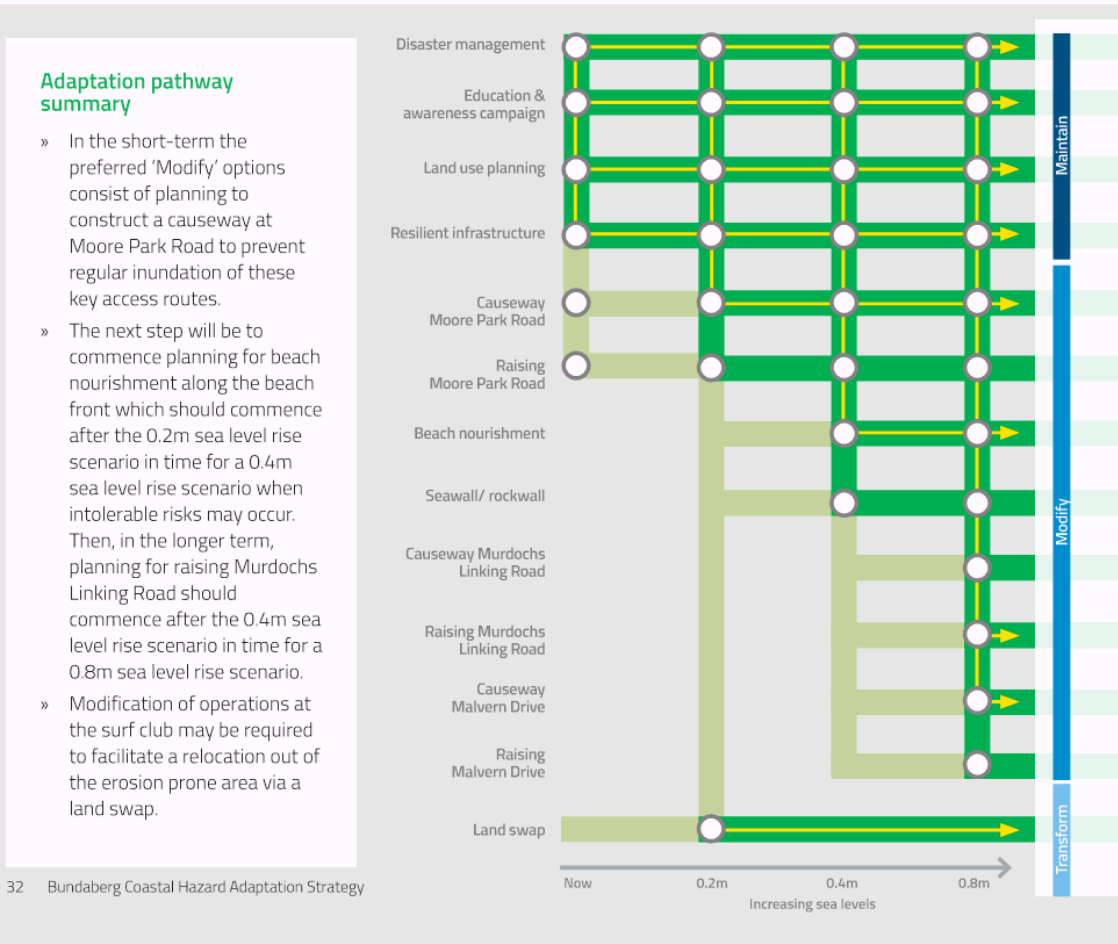 Adaptation pathway
summary
» In the short-term the
preferred ‘Modify’ options
consist of planning to
construct a causeway at
Moore Park Road to prevent
regular inundation of these
key access routes.
» The next step will be to
commence planning for beach
nourishment along the beach
front which should commence
after the 0.2m sea level rise
scenario in time for a 0.4m
sea level rise scenario when
intolerable risks may occur.
Then, in the longer term,
planning for raising Murdochs
Linking Road should
commence after the 0.4m sea
level rise scenario in time for a
0.8m sea level rise scenario.
» Modification of operations at
the surf club may be required
to facilitate a relocation out of
the erosion prone area via a
land swap.
32 Bundaberg Coastal Hazard Adaptation Strategy
Disaster management
Education &
awareness campaign
Land use planning
Resilient infrastructure
Causeway
Moore Park Road
Raising
Moore Park Road
Beach nourishment
Seawall/ rockwall
Causeway Murdochs
Linking Road
Raising Murdochs
Linking Road
Causeway
Malvern Drive
Raising
Malvern Drive
Land swap
Now 0.2m 0.4m 0.8m
Increasing sea levels
Maintain
Modify
Transform